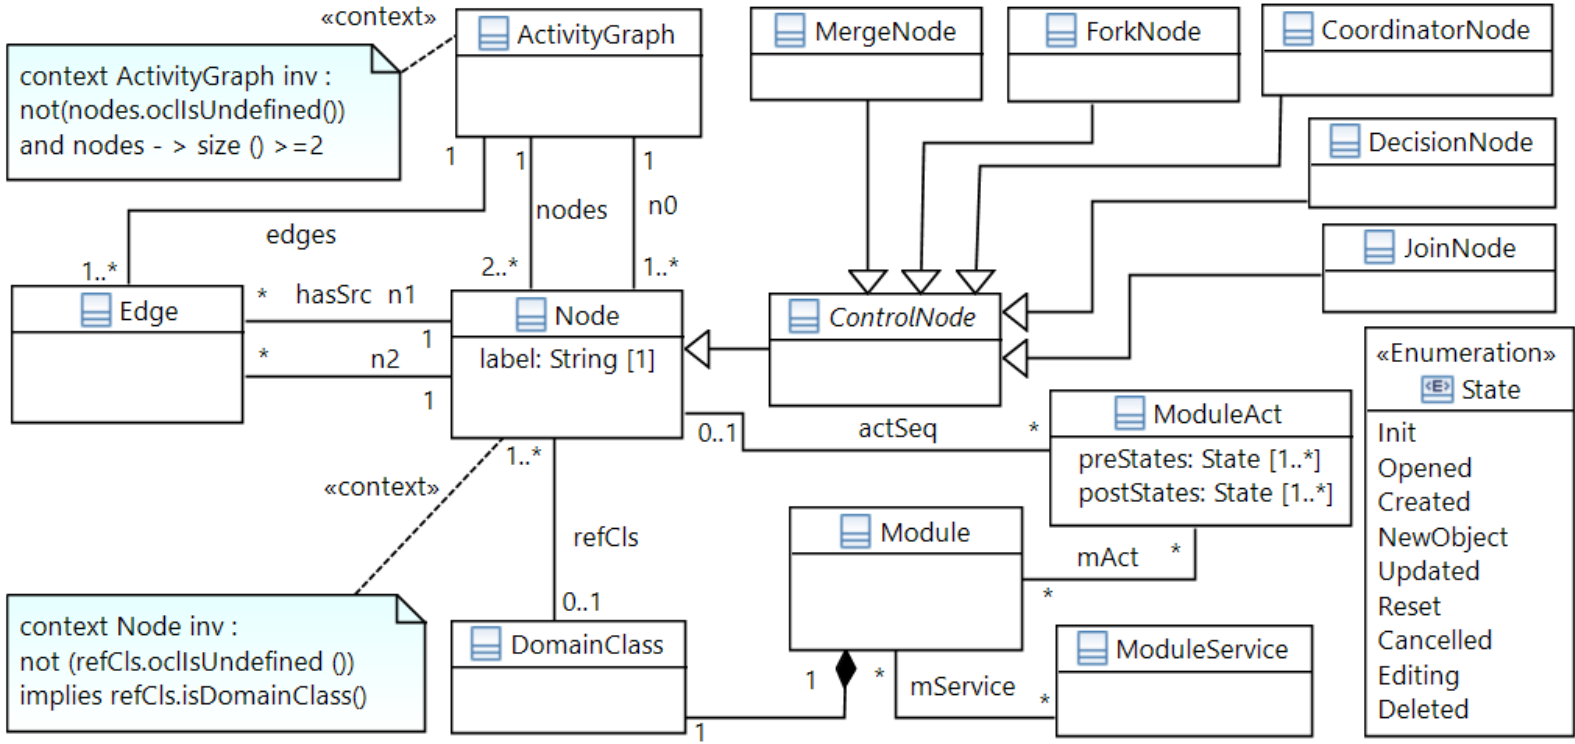 «context»
ActivityGraph
MergeNode
ForkNode
CoordinatorNode
context ActivityGraph inv :
not(nodes.oclIsUndefined())
and nodes - > size () >=2
DecisionNode
1
1
1
nodes
n0
edges
JoinNode
1..*
2..*
1..*
Edge
* hasSrc n1
1
* n2
1
Node
label: String [1]
ControlNode
«Enumeration»
<E> State
Init
Opened
Created
NewObject
Updated
Reset
Cancelled
Editing
Deleted
0..1
actSeq
*
ModuleAct
preStates: State [1..*]
postStates: State [1..*]
1..*
«context»
refCls
0..1
Module
mAct
*
*
context Node inv :
not (refCls.oclIsUndefined ())
implies refCls.isDomainClass()
DomainClass
1
1
* mService *
ModuleService